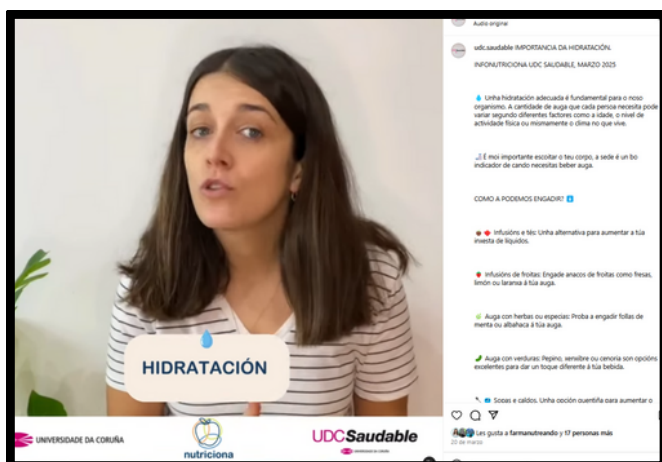 HIDRATACIÓN
UNIVERSIDADE DA CORUÑA
nutriciona
UDCSaudable
Audio original
udc.saudable IMPORTANCIA DA HIDRATACIÓN.
INFONUTRICIONA UDC SAUDABLE, MARZO 2025
Unha hidratación adecuada é fundamental para o noso
organismo. A cantidade de auga que cada persoa necesita pode
variar segundo diferentes factores como a idade, o nivel de
actividade física ou mismamente o clima no que vive.
É moi importante escoitar o teu corpo, a sede é un bo
indicador de cando necesitas beber auga.
COMO A PODEMOS ENGADIR?
Infusións e tés: Unha alternativa para aumentar a túa
inxesta de líquidos.
Infusións de froitas: Engade anacos de froitas como fresas,
limón ou laranxa á túa auga.
Auga con herbas ou especias: Proba a engadir follas de
menta ou albahaca á túa auga.
Auga con verduras: Pepino, xenxibre ou cenoria son opcións
excelentes para dar un toque diferente á túa bebida.
Sopas e caldos. Unha opción quentiña para aumentar o
Les gusta a farmanutreando y 17 personas más
20 de marzo